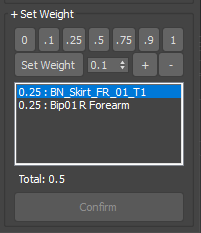 + Set Weight
0 .1 .25 .5 .75 .9 1
Set Weight 0.1 + -
0.25 : BN_Skirt_FR_01_T1
0.25 : Bip01 R Forearm
Total: 0.5
Confirm